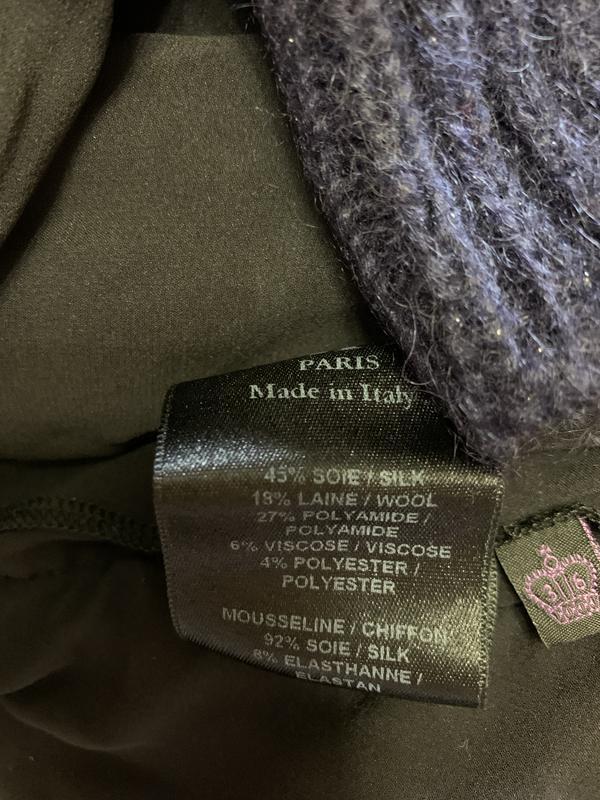 PARIS
Made in Italy
45% SOIE / SILK
18% LAINE / WOOL
27% POLYAMIDE /
POLYAMIDE
6% VISCOSE / VISCOSE
4% POLYESTER /
POLYESTER
MOUSSELINE / CHIFFON
92% SOIE / SILK
8% ELASTHANNE /
ELASTAN